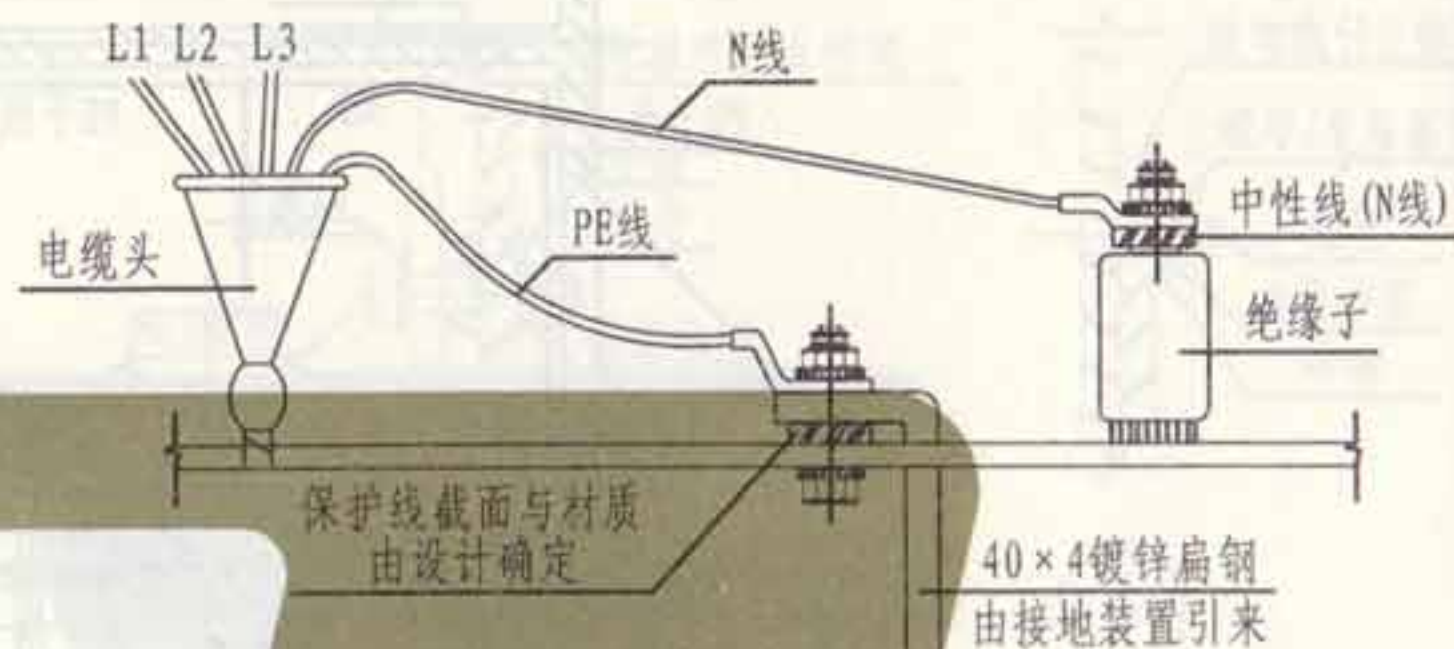 L1 L2 L3
N线
中性线(N线)
PE线
电缆头
绝缘子
保护线截面与材质
由设计确定
40×4镀锌扁钢
由接地装置引来